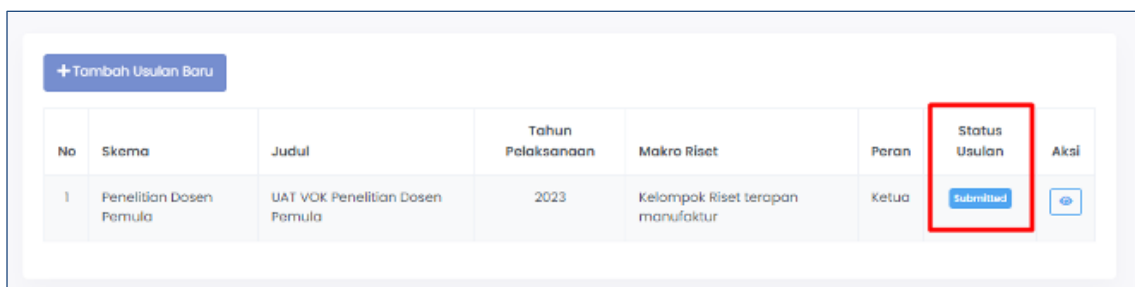 +Tambah Usulan Baru
No Skema Judul Tahun Pelaksanaan Makro Riset Peran Status Usulan Aksi
1 Penelitian Dosen Pemula UAT VOK Penelitian Dosen Pemula 2023 Kelompok Riset terapan manufaktur Ketua Submitted